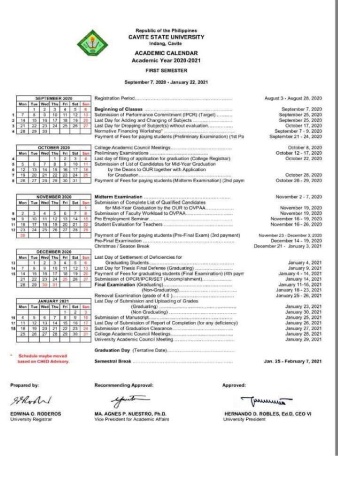 Republic of the Philippines
CAVITE STATE UNIVERSITY
Indang, Cavite
ACADEMIC CALENDAR
Academic Year 2020-2021
FIRST SEMESTER
September 7, 2020 - January 22, 2021
SEPTEMBER 2020
Mon Tue Wed Thu Fri Sat Sun
1 2 3 4 5 6
1 7 8 9 10 11 12 13
2 14 15 16 17 18 19 20
3 21 22 23 24 25 26 27
4 28 29 30
Registration Period August 3 - August 28, 2020
Beginning of Classes September 7, 2020
Submission of Performance Commitment (IPCR) (Target) September 25, 2020
Last Day for Adding and Changing of Subjects September 25, 2020
Last Day for Dropping of Subject(s) without evaluation October 17, 2020
Normative Financing Workshop* September 7 - 9, 2020
Payment of Fees for paying students (Preliminary Examination) (1st Pa September 21 - 24, 2020
OCTOBER 2020
Mon Tue Wed Thu Fri Sat Sun
1 2 3 4
5 6 7 8 9 10 11
12 13 14 15 16 17 18
19 20 21 22 23 24 25
26 27 28 29 30 31
College Academic Council Meetings October 8, 2020
Preliminary Examinations October 12 - 17, 2020
Last day of filing of application for graduation (College Registrar) October 22, 2020
Submission of List of Candidates for Mid-Year Graduation
by the Deans to OUR together with Application
for Graduation October 28, 2020
Payment of Fees for paying students (Midterm Examination) (2nd payer October 26 - 29, 2020
NOVEMBER 2020
Mon Tue Wed Thu Fri Sat Sun
1
2 3 4 5 6 7 8
9 10 11 12 13 14 15
16 17 18 19 20 21 22
23 24 25 26 27 28 29
30
Midterm Examination November 2 - 7, 2020
Submission of Complete List of Qualified Candidates
for Mid-Year Graduation by the OUR to OVPAA November 19, 2020
Submission of Faculty Workload to OVPAA November 19, 2020
Pre-Employment Seminar November 16 - 19, 2020
Student Evaluation for Teachers November 16 - 26, 2020
Payment of Fees for paying students (Pre-Final Exam) (3rd payment)
Pre-Final Examination December 14 - 19, 2020
Christmas / Season Break December 21 - January 3, 2021
DECEMBER 2020
Mon Tue Wed Thu Fri Sat Sun
1 2 3 4 5 6
7 8 9 10 11 12 13
14 15 16 17 18 19 20
21 22 23 24 25 26 27
28 29 30 31
Last Day of Settlement of Deficiencies for
Graduating Students January 4, 2021
Last Day for Thesis Final Defense (Graduating) January 5, 2021
Payment of Fees for graduating students (Final Examination) (4th payer January 4 - 11, 2021
Submission of OPCR/IPCR/SET (Accomplishment) January 14, 2021
Final Examination (Graduating) January 11-16, 2021
(Non-Graduating) January 18 - 23, 2021
Removal Examination (grade of 4.0) January 25 - 26, 2021
JANUARY 2021
Mon Tue Wed Thu Fri Sat Sun
1 2 3
4 5 6 7 8 9 10
11 12 13 14 15 16 17
18 19 20 21 22 23 24
25 26 27 28 29 30 31
Last Day of Submission and Uploading of Grades
(Graduating) January 23, 2021
(Non-Graduating) January 30, 2021
Submission of Manuscript January 25, 2021
Last Day of Submission of Report of Completion (for any deficiency) January 26, 2021
Submission of Graduation Clearance January 27, 2021
College Academic Council Meetings January 28, 2021
University Academic Council Meeting January 29, 2021
Graduation Day (Tentative Date)
* Schedule maybe moved
based on CHED Advisory
Semestral Break Jan. 25 - February 7, 2021
Prepared by: Recommending Approval: Approved:
EDWINA G. RODEROS MA. AGNES P. NUESTRO, Ph.D. HERNANDO D. ROBLES, Ed.D, CEO VI
University Registrar Vice President for Academic Affairs University President